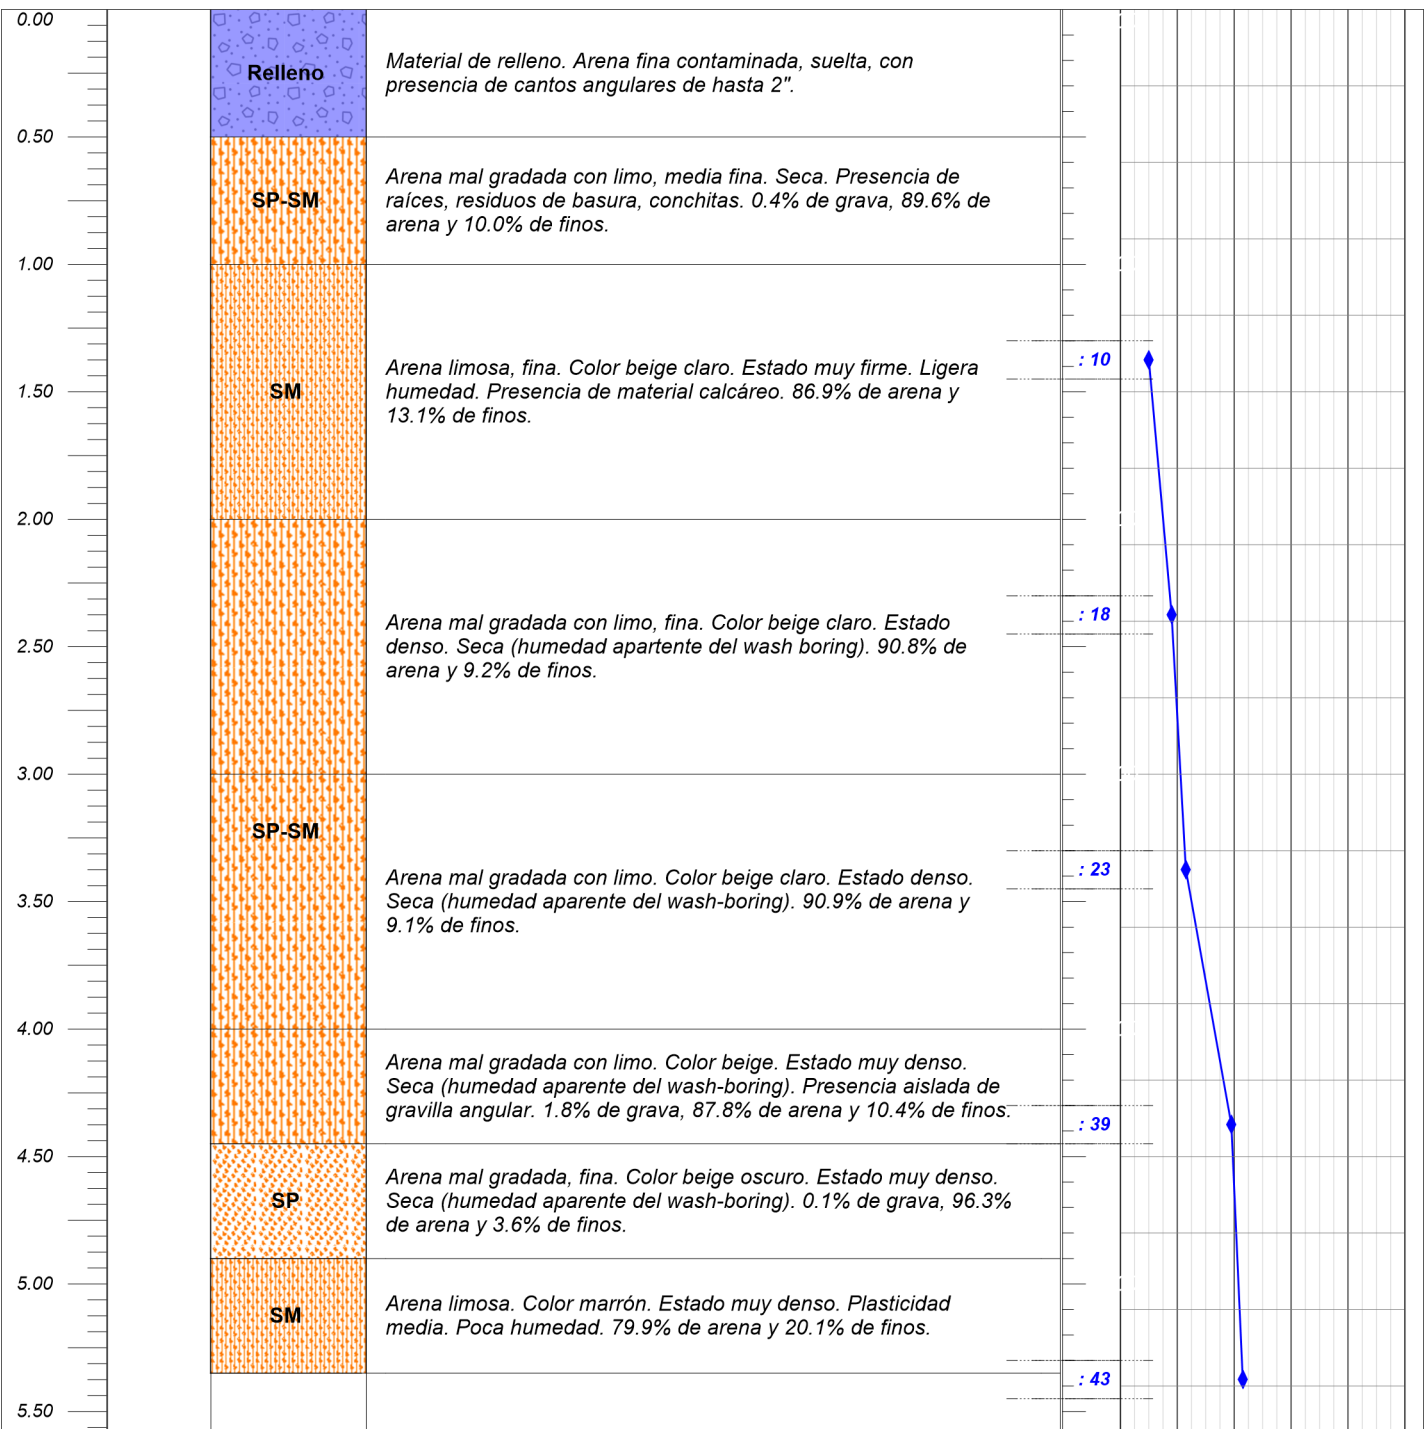 0.00
Relleno
Material de relleno. Arena fina contaminada, suelta, con
presencia de cantos angulares de hasta 2".
0.50
SP-SM
Arena mal gradada con limo, media fina. Seca. Presencia de
raíces, residuos de basura, conchitas. 0.4% de grava, 89.6% de
arena y 10.0% de finos.
1.00
SM
Arena limosa, fina. Color beige claro. Estado muy firme. Ligera
humedad. Presencia de material calcáreo. 86.9% de arena y
13.1% de finos.
: 10
1.50
2.00
Arena mal gradada con limo, fina. Color beige claro. Estado
denso. Seca (humedad apartente del wash boring). 90.8% de
arena y 9.2% de finos.
: 18
2.50
3.00
SP-SM
Arena mal gradada con limo. Color beige claro. Estado denso.
Seca (humedad aparente del wash-boring). 90.9% de arena y
9.1% de finos.
: 23
3.50
4.00
Arena mal gradada con limo. Color beige. Estado muy denso.
Seca (humedad aparente del wash-boring). Presencia aislada de
gravilla angular. 1.8% de grava, 87.8% de arena y 10.4% de finos.
: 39
4.50
SP
Arena mal gradada, fina. Color beige oscuro. Estado muy denso.
Seca (humedad aparente del wash-boring). 0.1% de grava, 96.3%
de arena y 3.6% de finos.
5.00
SM
Arena limosa. Color marrón. Estado muy denso. Plasticidad
media. Poca humedad. 79.9% de arena y 20.1% de finos.
: 43
5.50